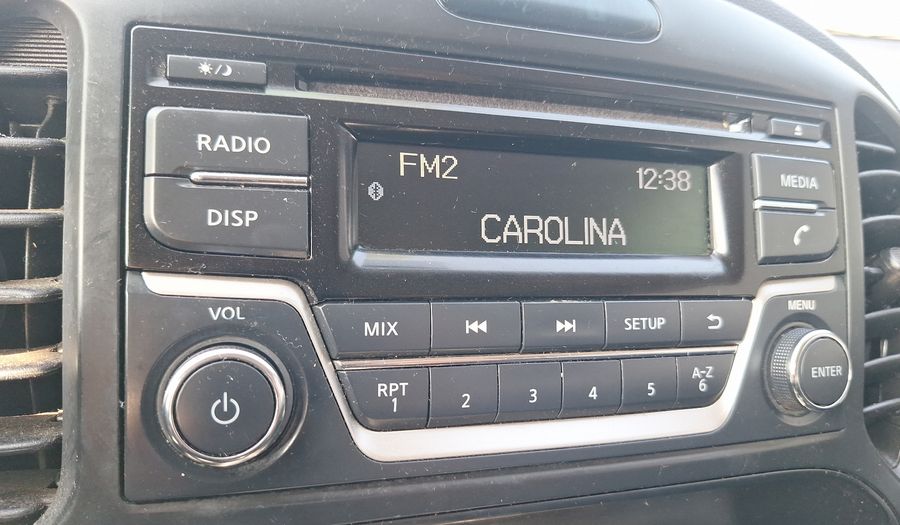 RADIO
DISP
FM2
12:38
CAROLINA
MEDIA
VOL
MIX
SETUP
MENU
RPT
1
2
3
4
5
A-Z
6
ENTER